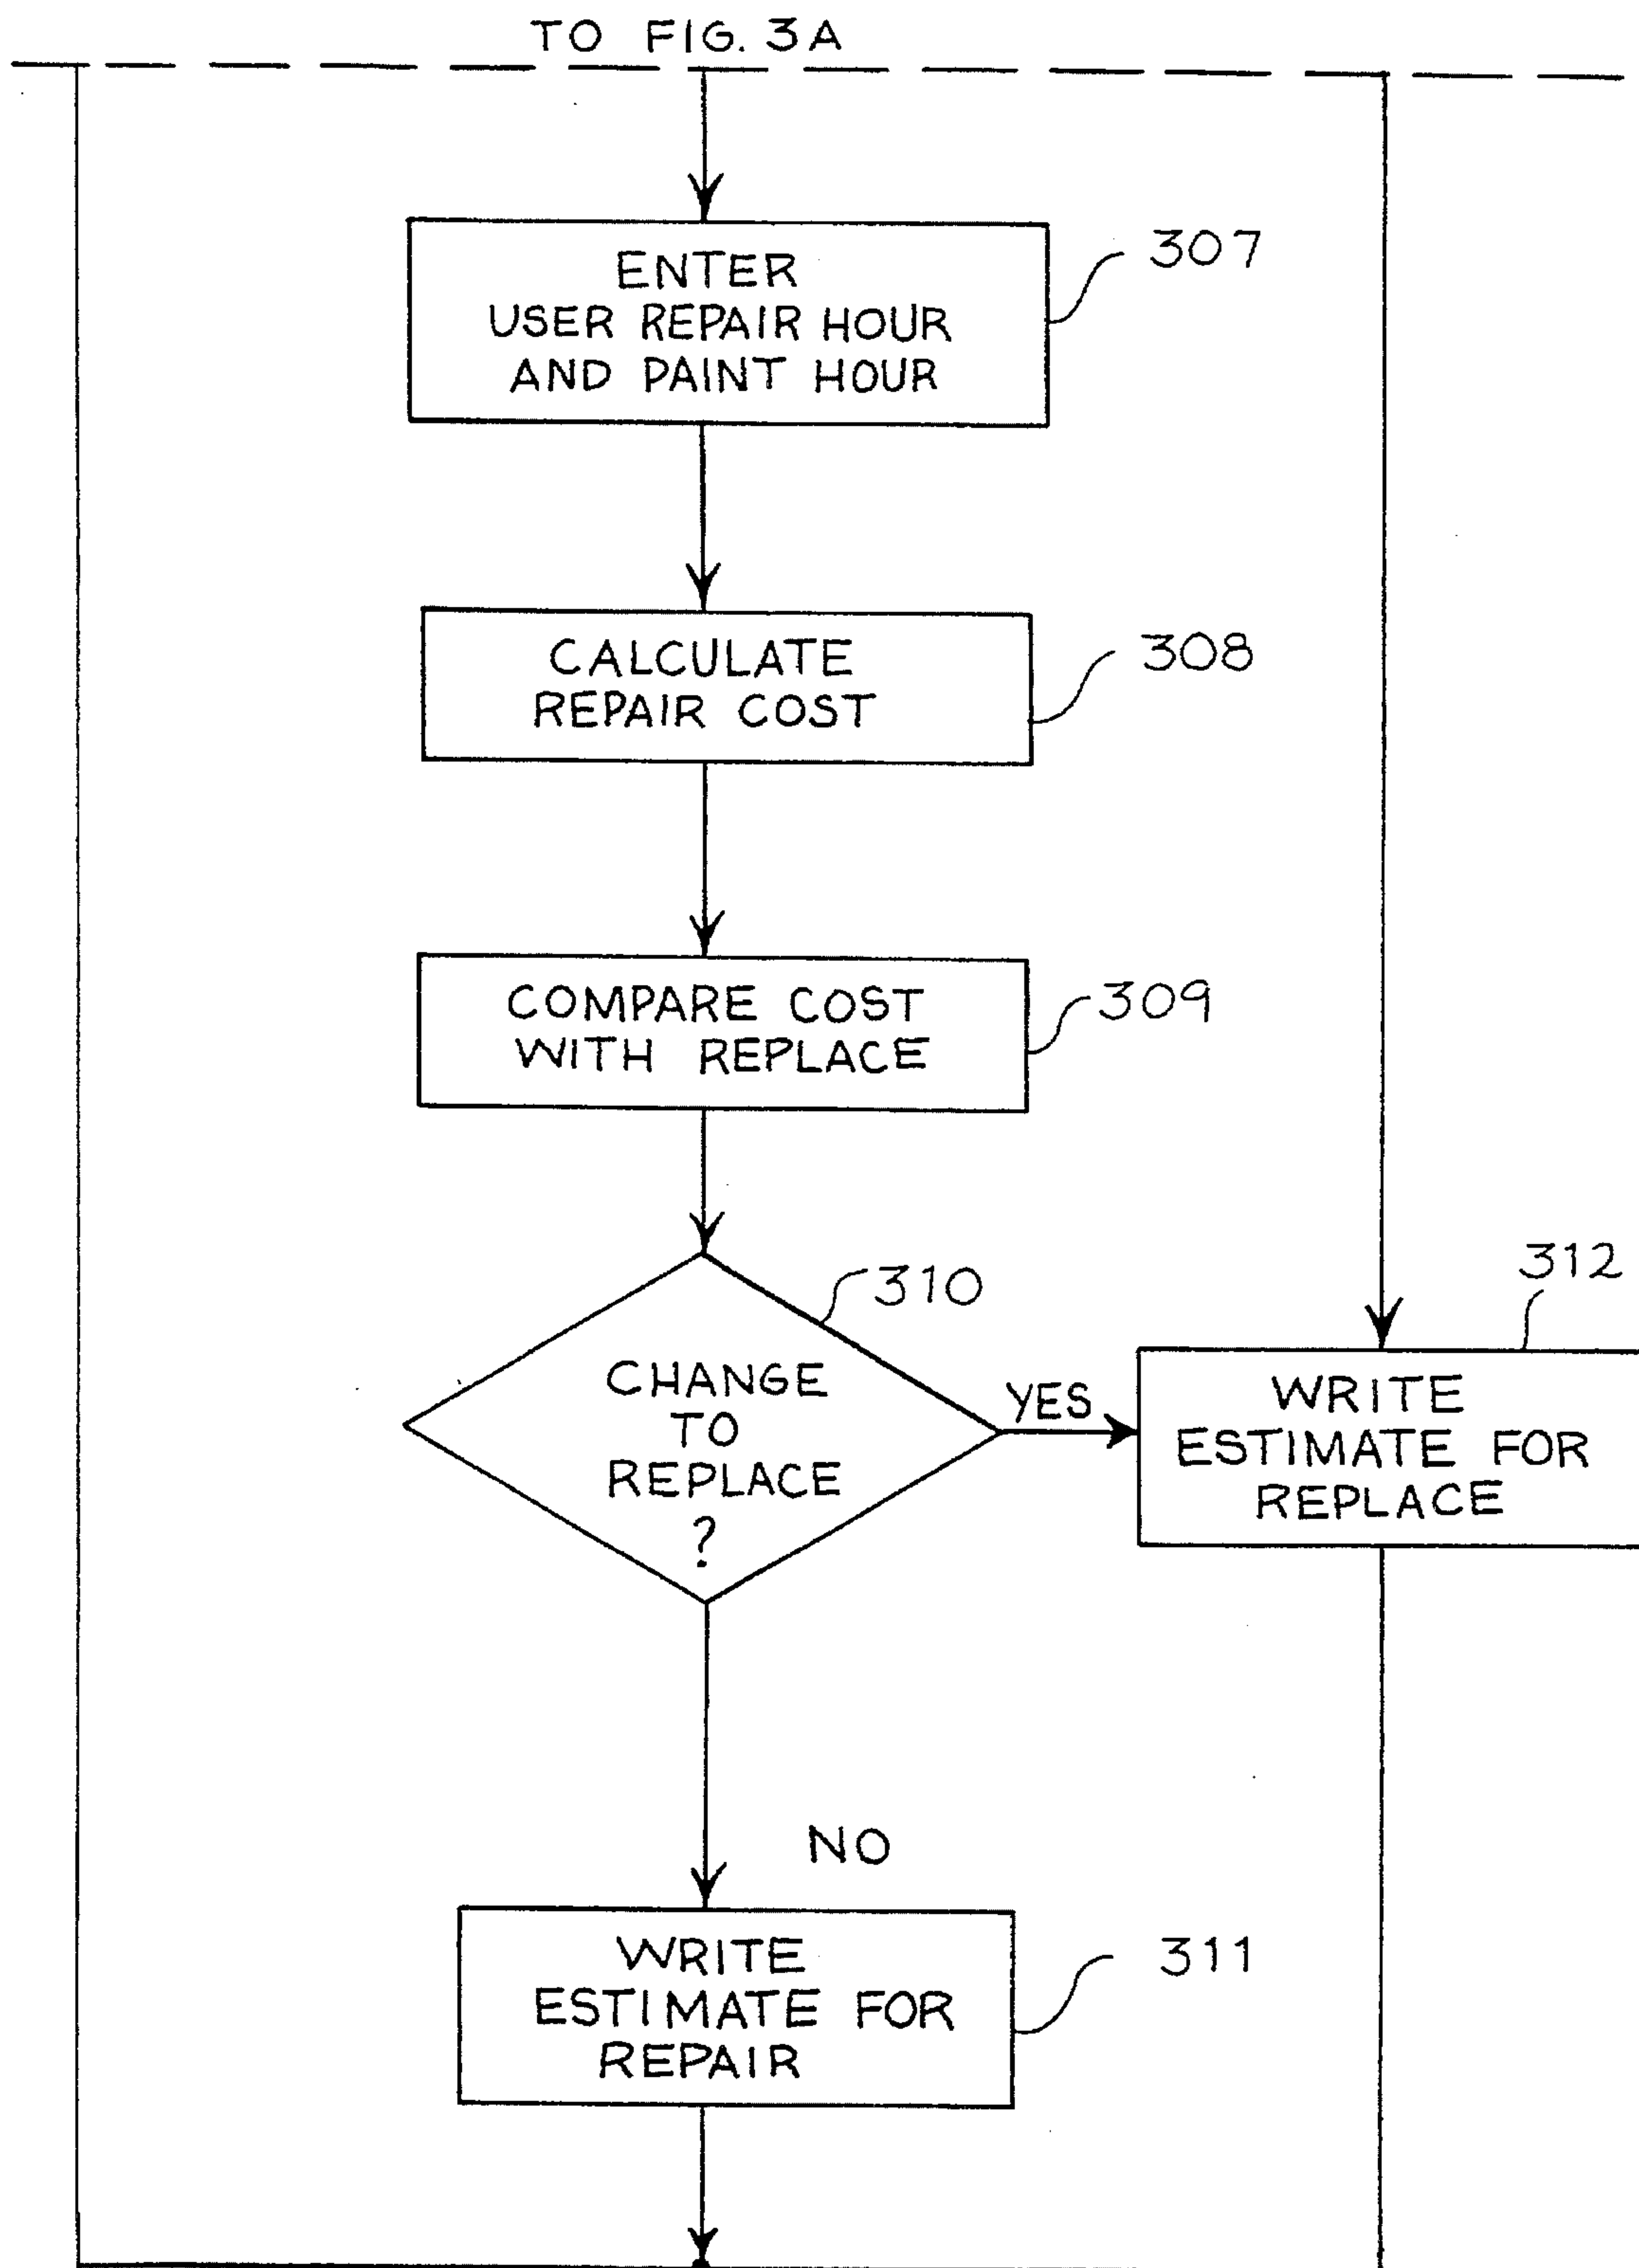 TO FIG. 3A
307
ENTER
USER REPAIR HOUR
AND PAINT HOUR
308
CALCULATE
REPAIR COST
309
COMPARE COST
WITH REPLACE
310
CHANGE
TO
REPLACE
?
YES
312
WRITE
ESTIMATE FOR
REPLACE
NO
311
WRITE
ESTIMATE FOR
REPAIR